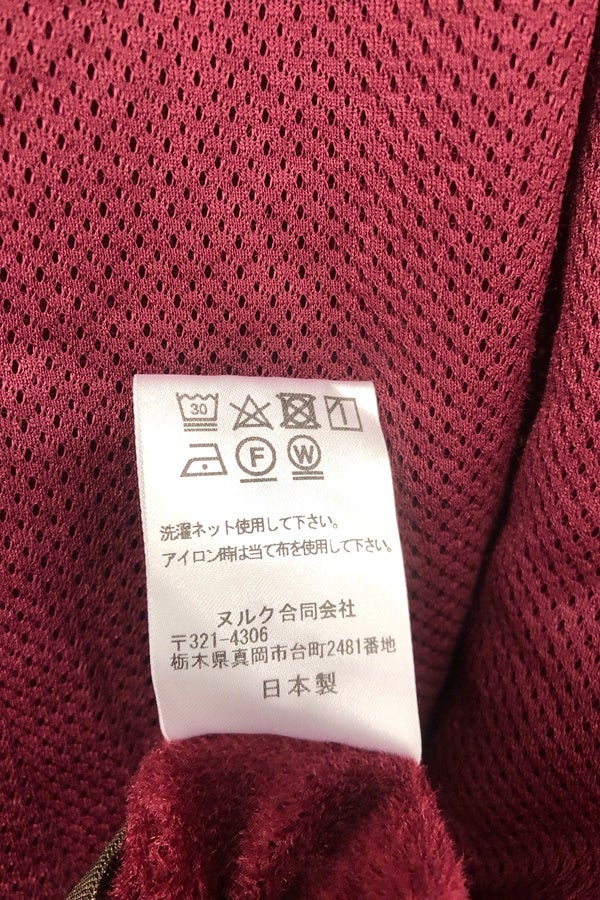 30
F W
洗濯ネット使用して下さい。
アイロン時は当て布を使用して下さい。
ヌルク合同会社
〒321-4306
栃木県真岡市台町2481番地
日本製